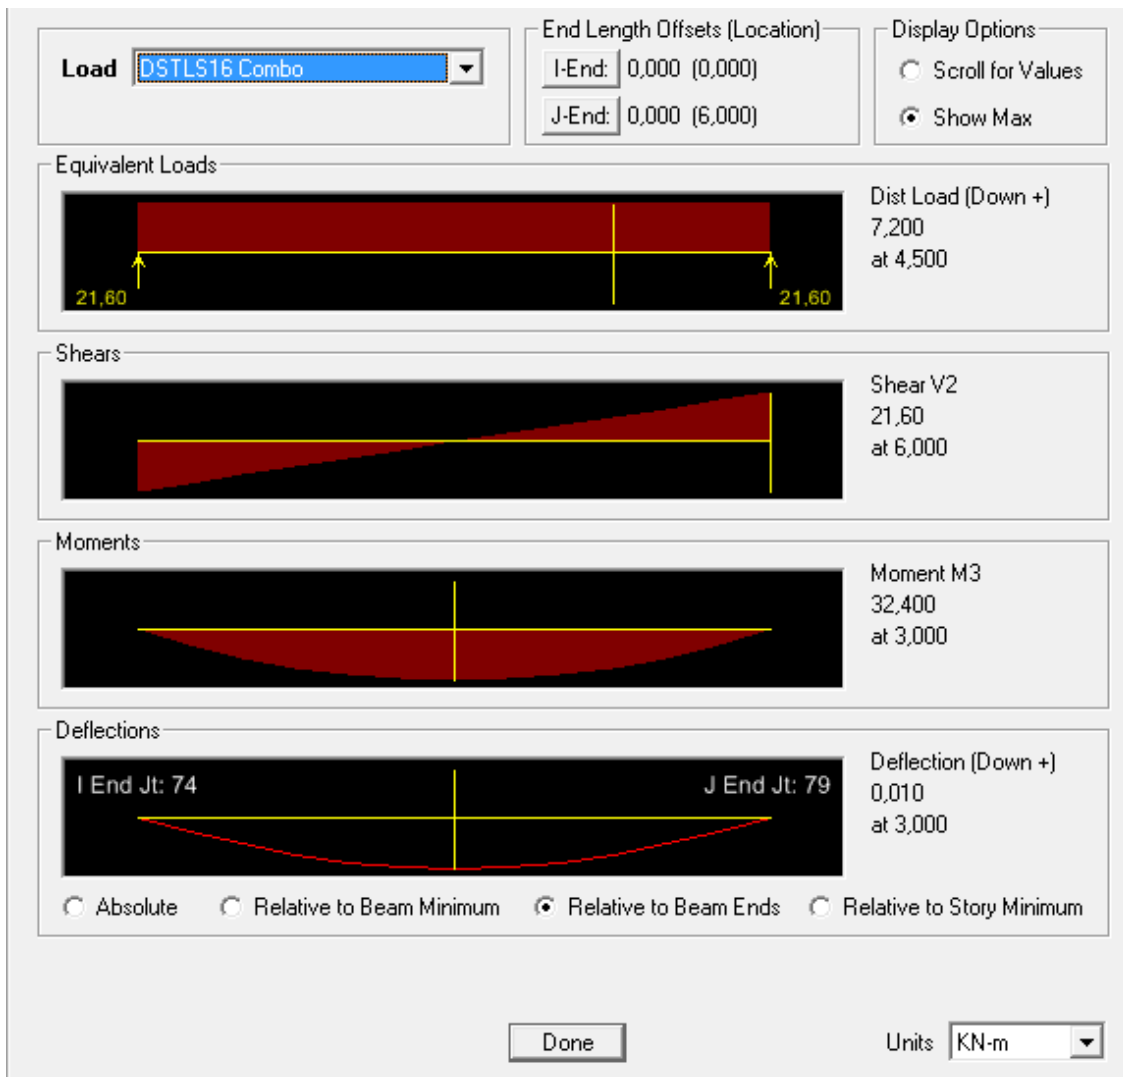 Load DSTLS16 Combo
End Length Offsets (Location)
I-End: 0,000 (0,000)
J-End: 0,000 (6,000)
Display Options
Scroll for Values
Show Max
Equivalent Loads
21,60
21,60
Dist Load (Down +)
7,200
at 4,500
Shears
Shear V2
21,60
at 6,000
Moments
Moment M3
32,400
at 3,000
Deflections
I End Jt: 74
J End Jt: 79
Deflection (Down +)
0,010
at 3,000
Absolute Relative to Beam Minimum Relative to Beam Ends Relative to Story Minimum
Done
Units KN-m